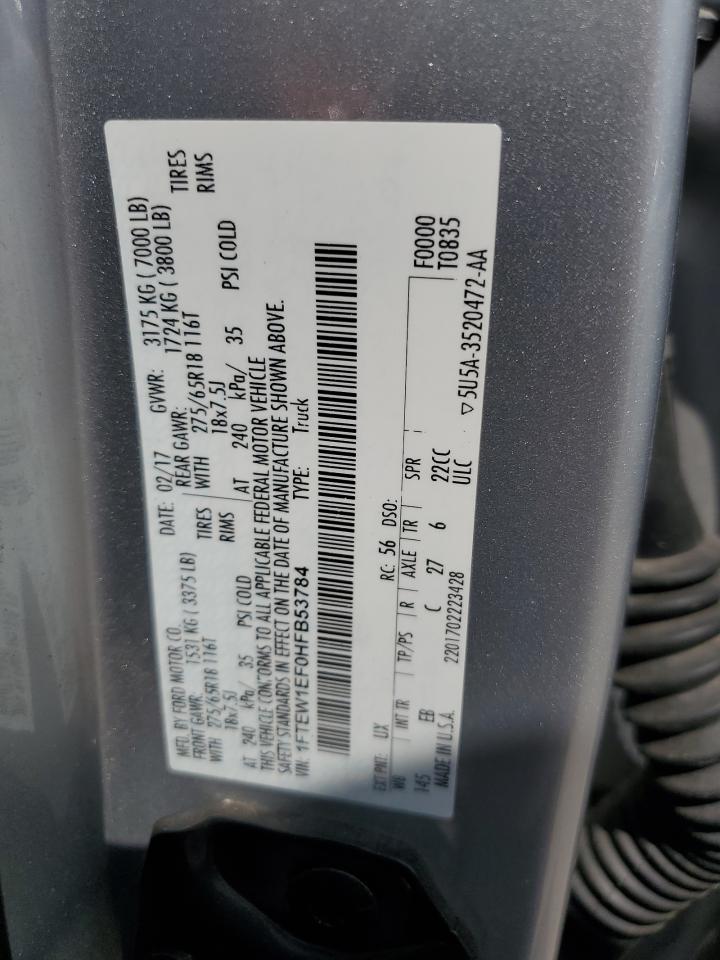 MFD. BY FORD MOTOR CO. DATE: 02/17 GVWR: 3175 KG ( 7000 LB)
FRONT GAWR: 1531 KG ( 3375 LB) REAR GAWR: 1724 KG ( 3800 LB)
WITH 275/65R18 116T TIRES WITH 275/65R18 116T TIRES
18x7.5J RIMS 18x7.5J RIMS
AT 240 kPa/ 35 PSI COLD AT 240 kPa/ 35 PSI COLD
THIS VEHICLE CONFORMS TO ALL APPLICABLE FEDERAL MOTOR VEHICLE
SAFETY STANDARDS IN EFFECT ON THE DATE OF MANUFACTURE SHOWN ABOVE.
VIN: 1FTEW1EF0HFB53784 TYPE: Truck
EXT PNT: UX RC: 56 DSO:
WB INT TR TP/PS R AXLE TR SPR F0000
145 EB C 27 6 22CC T0835
MADE IN U.S.A. 2201702223428 ULC ▽5U5A-3520472-AA